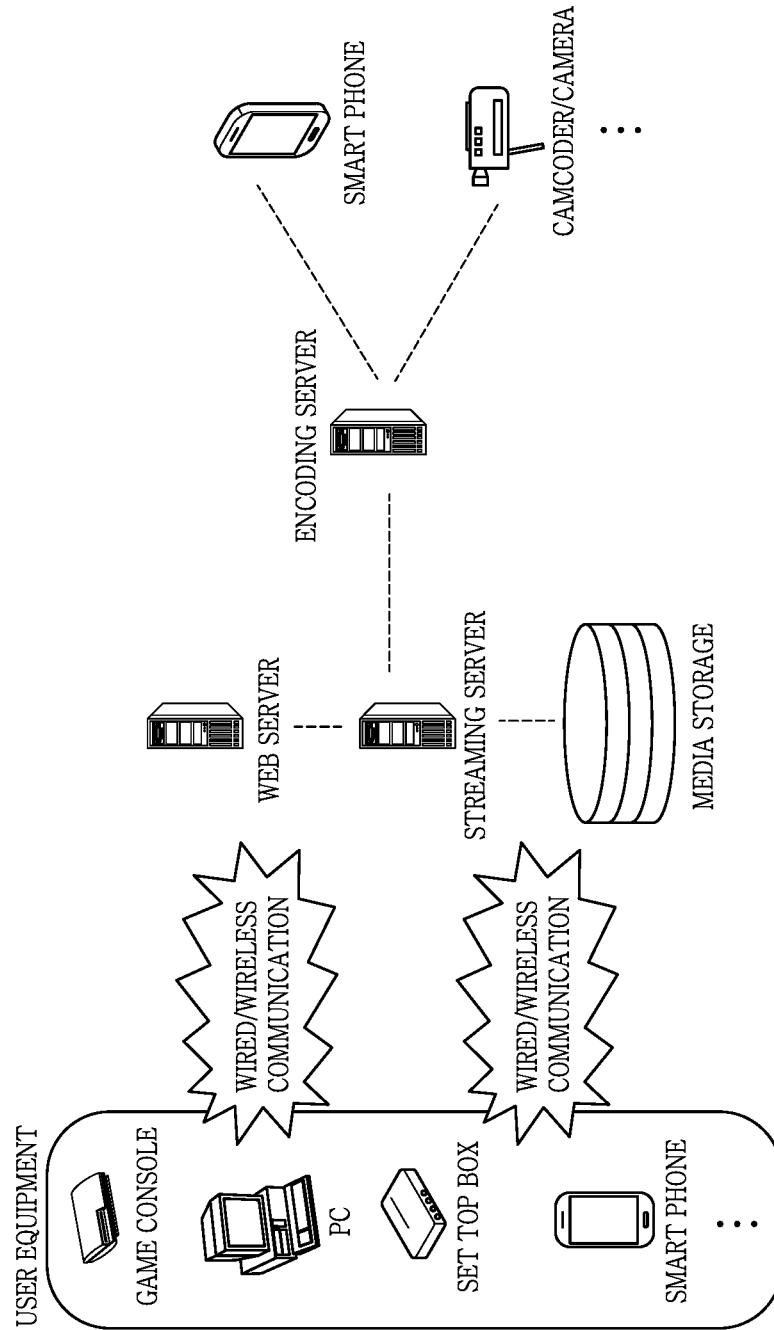 USER EQUIPMENT
GAME CONSOLE
PC
SET TOP BOX
SMART PHONE
...
WIRED/WIRELESS
COMMUNICATION
WIRED/WIRELESS
COMMUNICATION
WEB SERVER
STREAMING SERVER
MEDIA STORAGE
ENCODING SERVER
SMART PHONE
CAMCODER/CAMERA
...